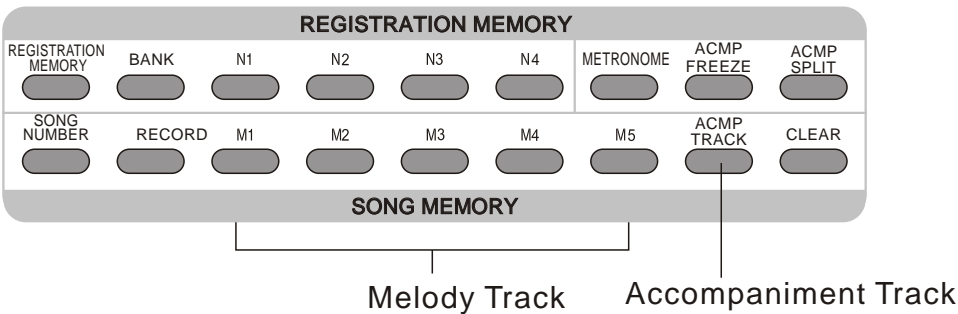 REGISTRATION MEMORY
REGISTRATION
MEMORY
BANK
N1
N2
N3
N4
METRONOME
ACMP
FREEZE
ACMP
SPLIT
SONG
NUMBER
RECORD
M1
M2
M3
M4
M5
ACMP
TRACK
CLEAR
SONG MEMORY
Melody Track
Accompaniment Track